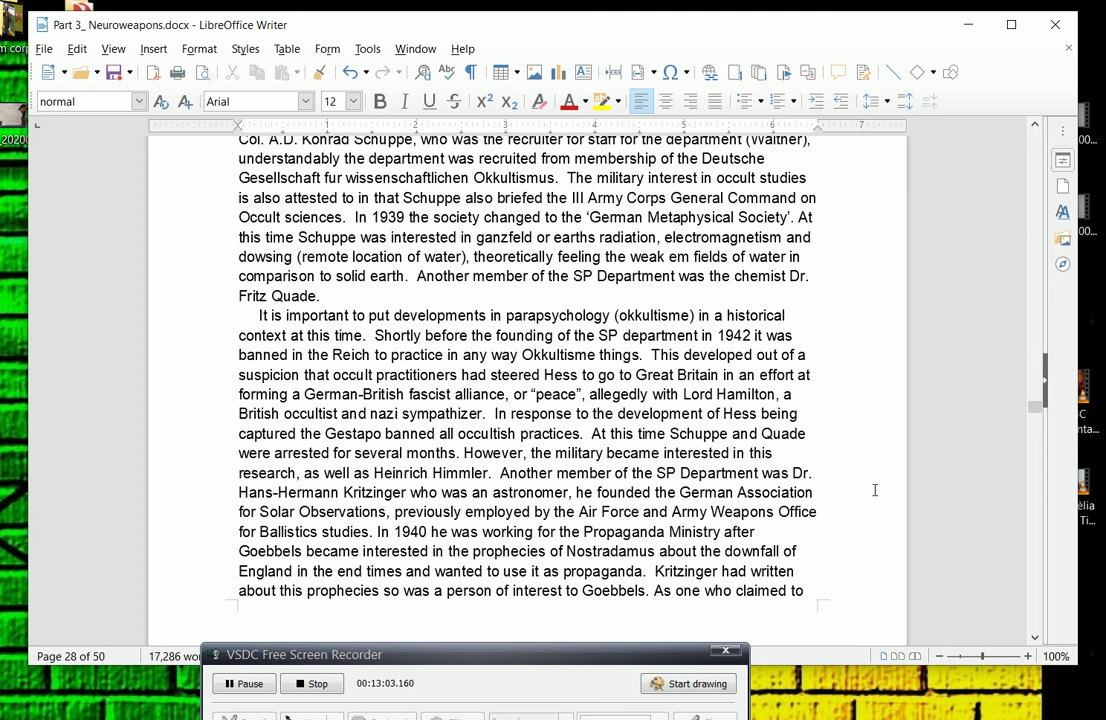 Part 3_ Neuroweapons.docx - LibreOffice Writer
File Edit View Insert Format Styles Table Form Tools Window Help
normal Arial 12
1 2 3 4 5 6 7
Col. A.D. Konrad Schuppe, who was the recruiter for staff for the department (Walther),
understandably the department was recruited from membership of the Deutsche
Gesellschaft fur wissenschaftlichen Okkultismus.  The military interest in occult studies
is also attested to in that Schuppe also briefed the III Army Corps General Command on
Occult sciences.  In 1939 the society changed to the ‘German Metaphysical Society’. At
this time Schuppe was interested in ganzfeld or earths radiation, electromagnetism and
dowsing (remote location of water), theoretically feeling the weak em fields of water in
comparison to solid earth.  Another member of the SP Department was the chemist Dr.
Fritz Quade.
It is important to put developments in parapsychology (okkultisme) in a historical
context at this time.  Shortly before the founding of the SP department in 1942 it was
banned in the Reich to practice in any way Okkultisme things.  This developed out of a
suspicion that occult practitioners had steered Hess to go to Great Britain in an effort at
forming a German-British fascist alliance, or “peace”, allegedly with Lord Hamilton, a
British occultist and nazi sympathizer.  In response to the development of Hess being
captured the Gestapo banned all occultish practices.  At this time Schuppe and Quade
were arrested for several months. However, the military became interested in this
research, as well as Heinrich Himmler.  Another member of the SP Department was Dr.
Hans-Hermann Kritzinger who was an astronomer, he founded the German Association
for Solar Observations, previously employed by the Air Force and Army Weapons Office
for Ballistics studies. In 1940 he was working for the Propaganda Ministry after
Goebbels became interested in the prophecies of Nostradamus about the downfall of
England in the end times and wanted to use it as propaganda.  Kritzinger had written
about this prophecies so was a person of interest to Goebbels. As one who claimed to
Page 28 of 50 17,286 wo 100%
VSDC Free Screen Recorder
Pause Stop 00:13:03.160 Start drawing